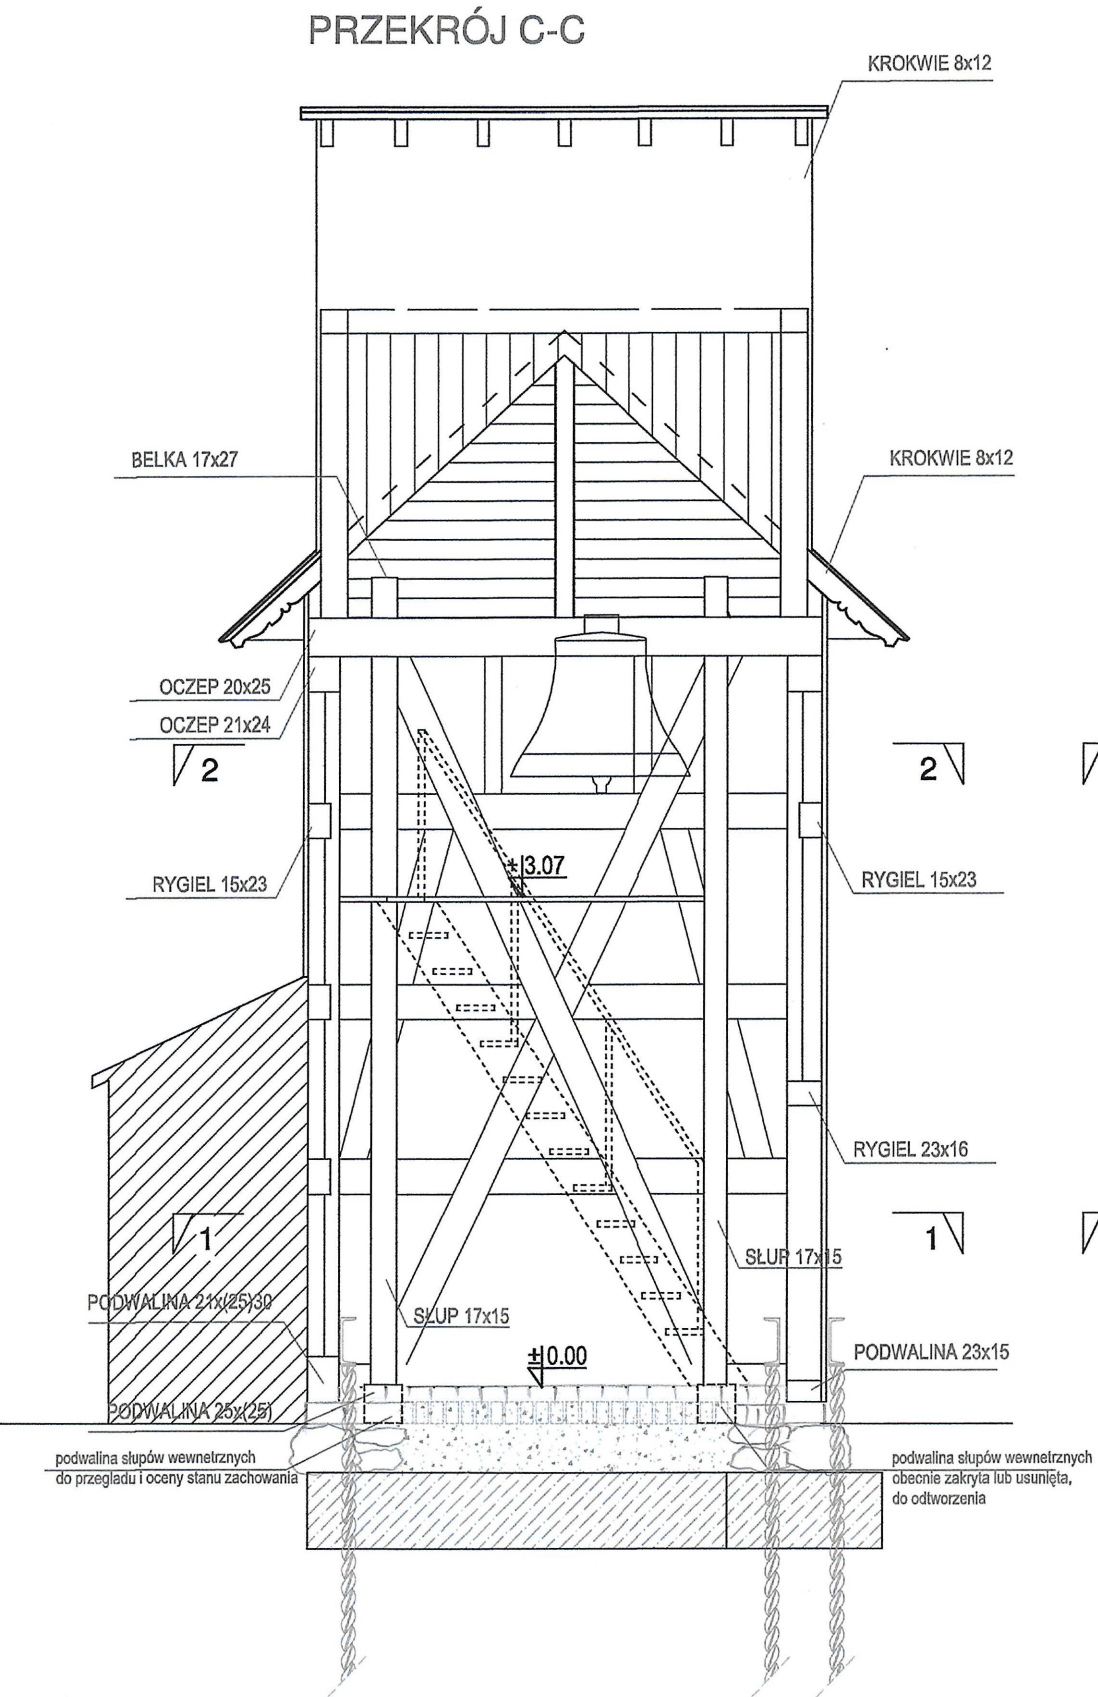 PRZEKRÓJ C-C
KROKWIE 8x12
BELKA 17x27
KROKWIE 8x12
OCZEP 20x25
OCZEP 21x24
2
2
±3.07
RYGIEL 15x23
RYGIEL 15x23
RYGIEL 23x16
1
1
SŁUP 17x15
PODWALINA 21x(25)30
SŁUP 17x15
±0.00
PODWALINA 23x15
PODWALINA 25x(25)
podwalina słupów wewnetrznych
do przegladu i oceny stanu zachowania
podwalina słupów wewnetrznych
obecnie zakryta lub usunięta,
do odtworzenia